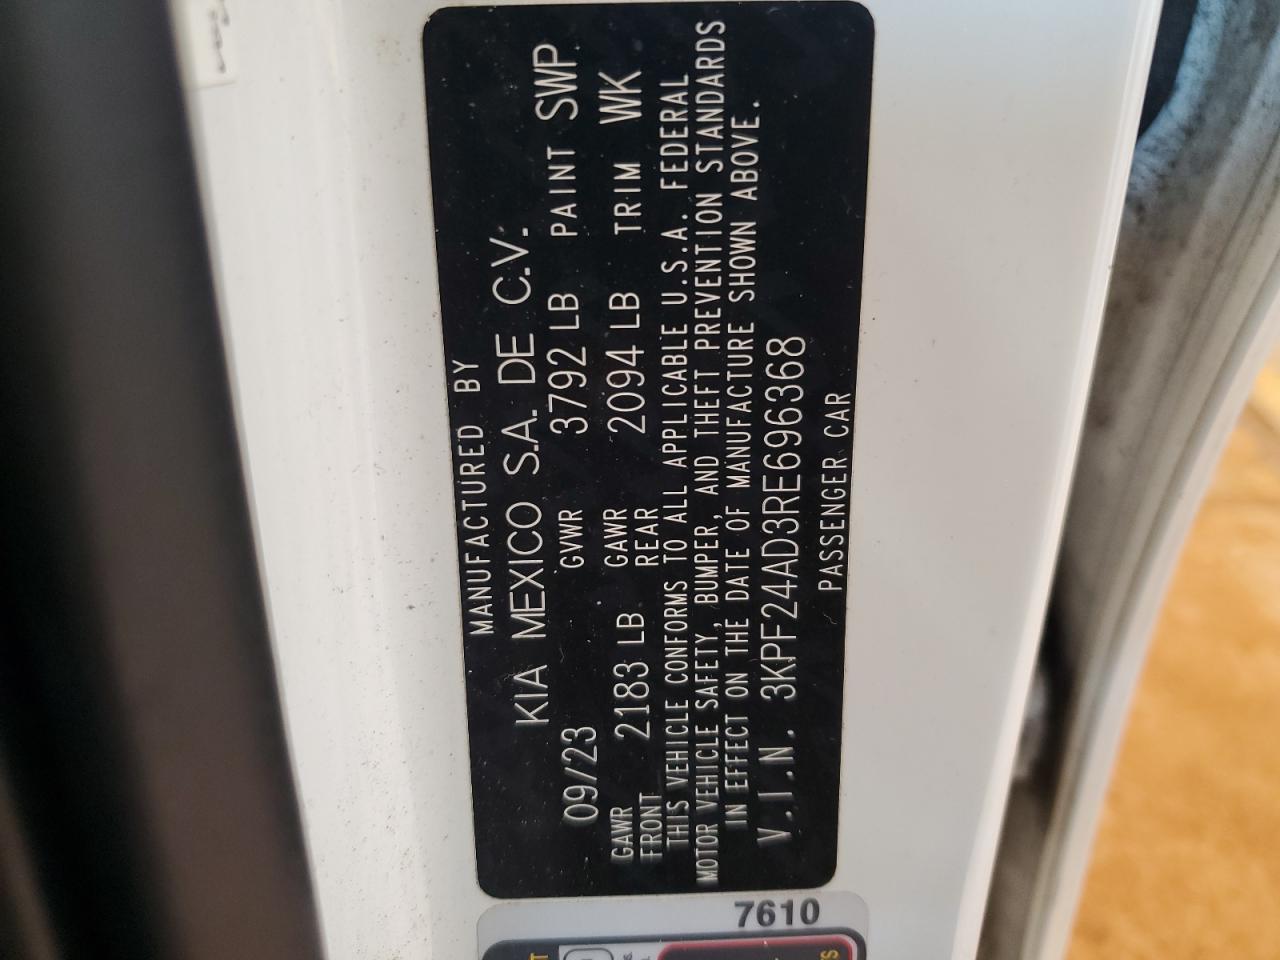 MANUFACTURED BY
KIA MEXICO S.A. DE C.V.
09/23 GVWR 3792 LB PAINT SWP
GAWR FRONT 2183 LB GAWR REAR 2094 LB TRIM WK
THIS VEHICLE CONFORMS TO ALL APPLICABLE U.S.A. FEDERAL
MOTOR VEHICLE SAFETY, BUMPER, AND THEFT PREVENTION STANDARDS
IN EFFECT ON THE DATE OF MANUFACTURE SHOWN ABOVE.
V.I.N. 3KPF24AD3RE696368
PASSENGER CAR
7610